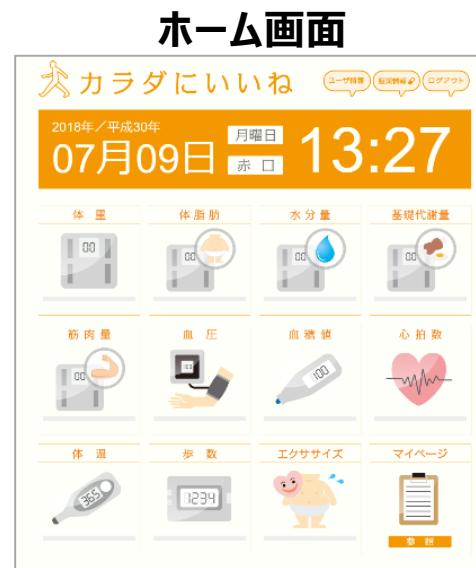 ホーム画面
カラダにいいね
ユーザ情報
ログアウト
2018年/平成30年
07月09日
月曜日
赤口
13:27
体重 体脂肪 水分量 基礎代謝量
00 00 00 00
筋肉量 血圧 血糖値 心拍数
00 100
体温 歩数 エクササイズ マイページ
36.5 1234
参照